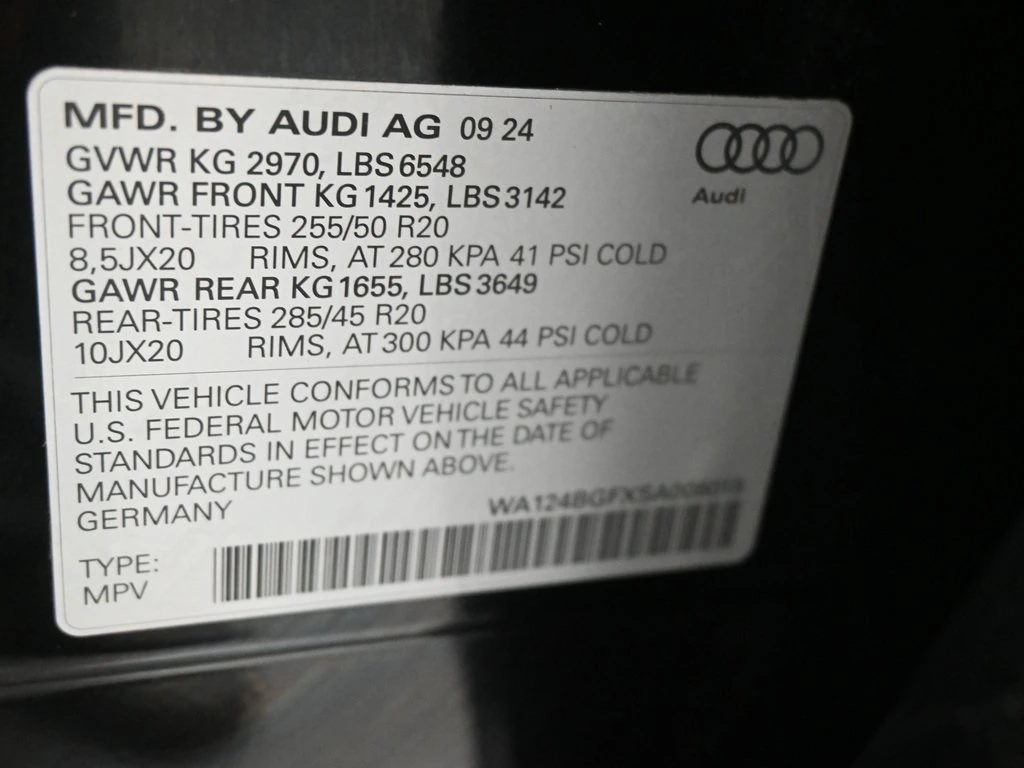 MFD. BY AUDI AG 09 24
GVWR KG 2970, LBS 6548
GAWR FRONT KG 1425, LBS 3142
FRONT-TIRES 255/50 R20
8,5JX20 RIMS, AT 280 KPA 41 PSI COLD
GAWR REAR KG 1655, LBS 3649
REAR-TIRES 285/45 R20
10JX20 RIMS, AT 300 KPA 44 PSI COLD
Audi
THIS VEHICLE CONFORMS TO ALL APPLICABLE
U.S. FEDERAL MOTOR VEHICLE SAFETY
STANDARDS IN EFFECT ON THE DATE OF
MANUFACTURE SHOWN ABOVE.
GERMANY
TYPE:
MPV